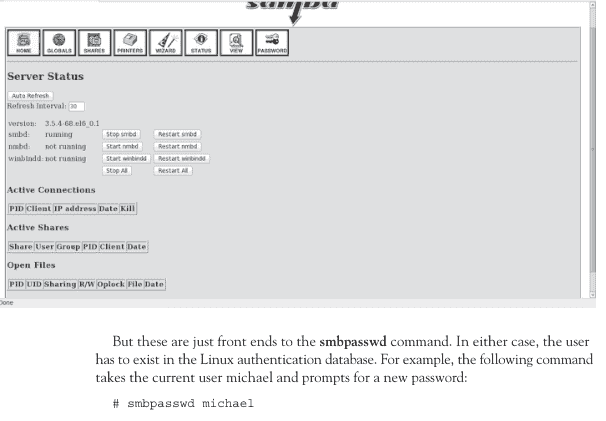 samba
HOME GLOBALS SHARES PRINTERS WIZARD STATUS VIEW PASSWORD
Server Status
Auto Refresh
Refresh Interval: 30
version: 3.5.4-68.el6_0.1
smbd: running Stop smbd Restart smbd
nmbd: not running Start nmbd Restart nmbd
winbindd: not running Start winbindd Restart winbindd
Stop All Restart All
Active Connections
PID Client IP address Date Kill
Active Shares
Share User Group PID Client Date
Open Files
PID UID Sharing R/W Oplock File Date
Done
But these are just front ends to the smbpasswd command. In either case, the user
has to exist in the Linux authentication database. For example, the following command
takes the current user michael and prompts for a new password:
# smbpasswd michael